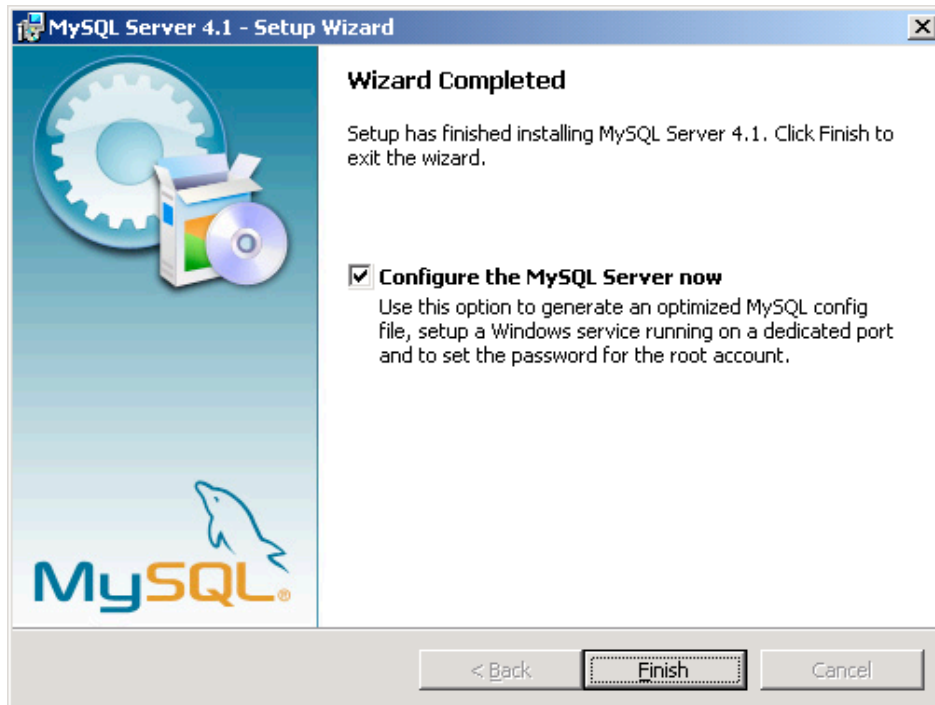 MySQL Server 4.1 - Setup Wizard
Wizard Completed
Setup has finished installing MySQL Server 4.1. Click Finish to
exit the wizard.
Configure the MySQL Server now
Use this option to generate an optimized MySQL config
file, setup a Windows service running on a dedicated port
and to set the password for the root account.
MySQL®
< Back
Finish
Cancel